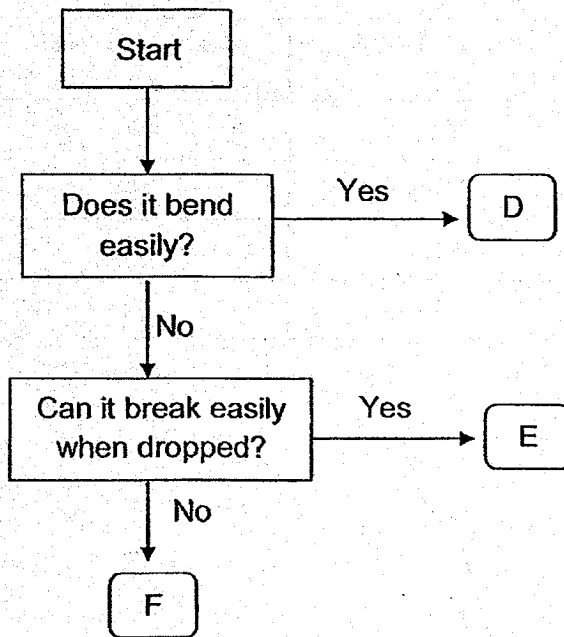 Start
Does it bend
easily?
Yes
D
No
Can it break easily
when dropped?
Yes
E
No
F